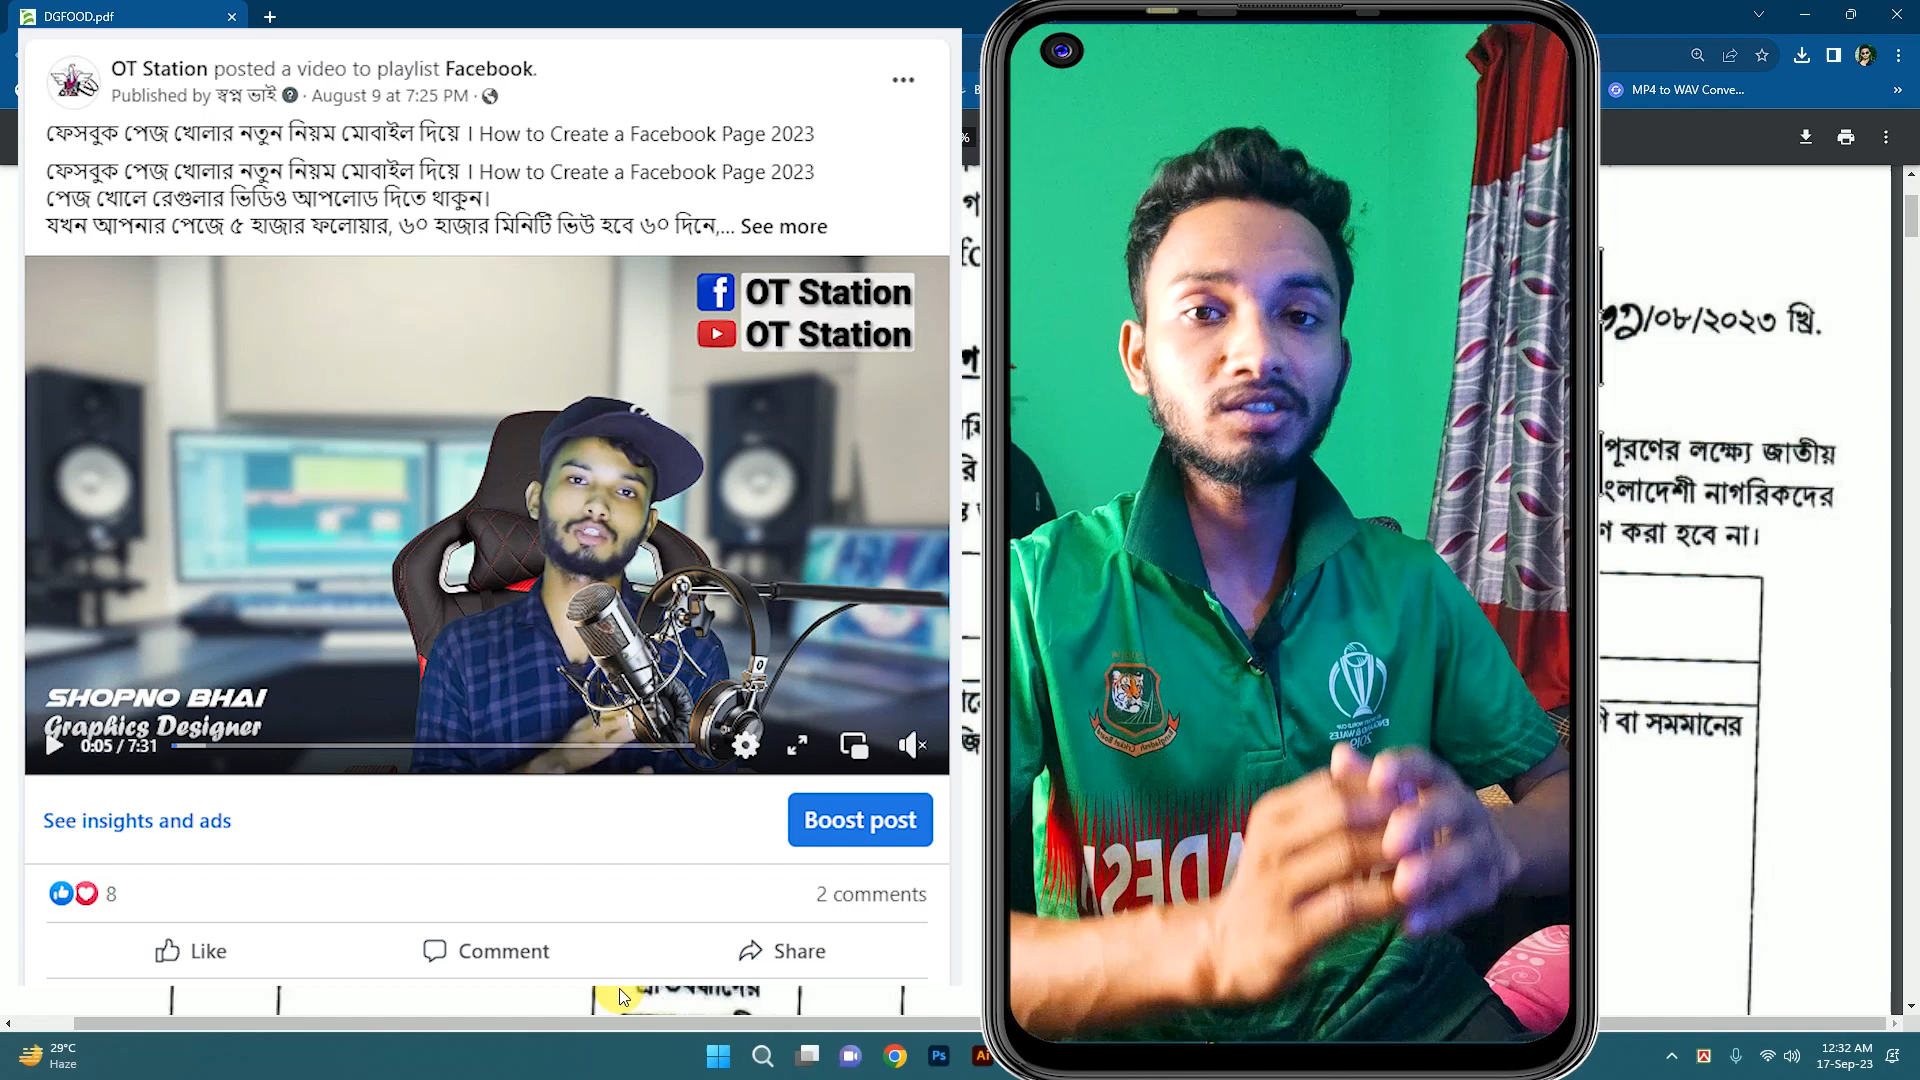 DGFOOD.pdf
MP4 to WAV Conve...
OT Station posted a video to playlist Facebook.
Published by স্বপ্ন ভাই · August 9 at 7:25 PM ·
ফেসবুক পেজ খোলার নতুন নিয়ম মোবাইল দিয়ে । How to Create a Facebook Page 2023
ফেসবুক পেজ খোলার নতুন নিয়ম মোবাইল দিয়ে । How to Create a Facebook Page 2023
পেজ খোলে রেগুলার ভিডিও আপলোড দিতে থাকুন।
যখন আপনার পেজে ৫ হাজার ফলোয়ার, ৬০ হাজার মিনিটি ভিউ হবে ৬০ দিনে,... See more
OT Station
OT Station
SHOPNO BHAI
Graphics Designer
0:05 / 7:31
See insights and ads
Boost post
8
2 comments
Like
Comment
Share
/০৮/২০২৩ খ্রি.
পূরণের লক্ষ্যে জাতীয়
নাগরিকদের
করা হবে না।
বা সমমানের
29°C
Haze
Ps
Ai
12:32 AM
17-Sep-23